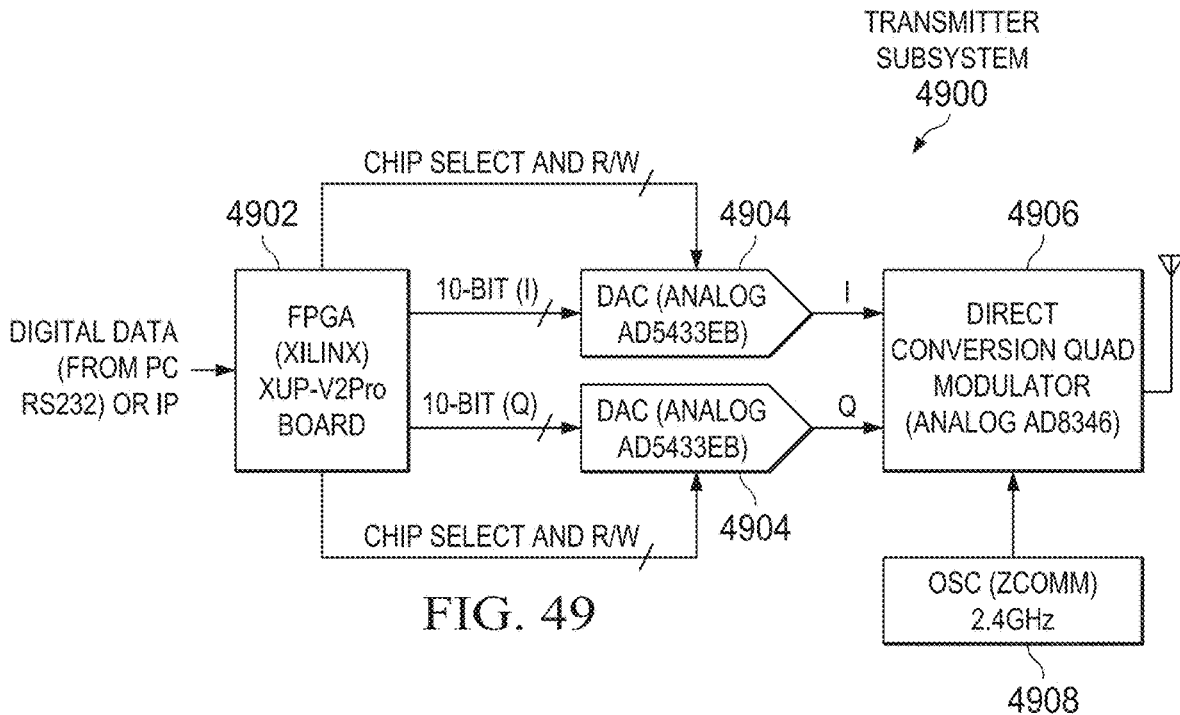 TRANSMITTER
SUBSYSTEM
4900
CHIP SELECT AND R/W
4902
4904
4906
DIGITAL DATA
(FROM PC
RS232) OR IP
FPGA
(XILINX)
XUP-V2Pro
BOARD
10-BIT (I)
10-BIT (Q)
DAC (ANALOG
AD5433EB)
I
DAC (ANALOG
AD5433EB)
Q
DIRECT
CONVERSION QUAD
MODULATOR
(ANALOG AD8346)
4904
CHIP SELECT AND R/W
OSC (ZCOMM)
2.4GHz
4908
FIG. 49